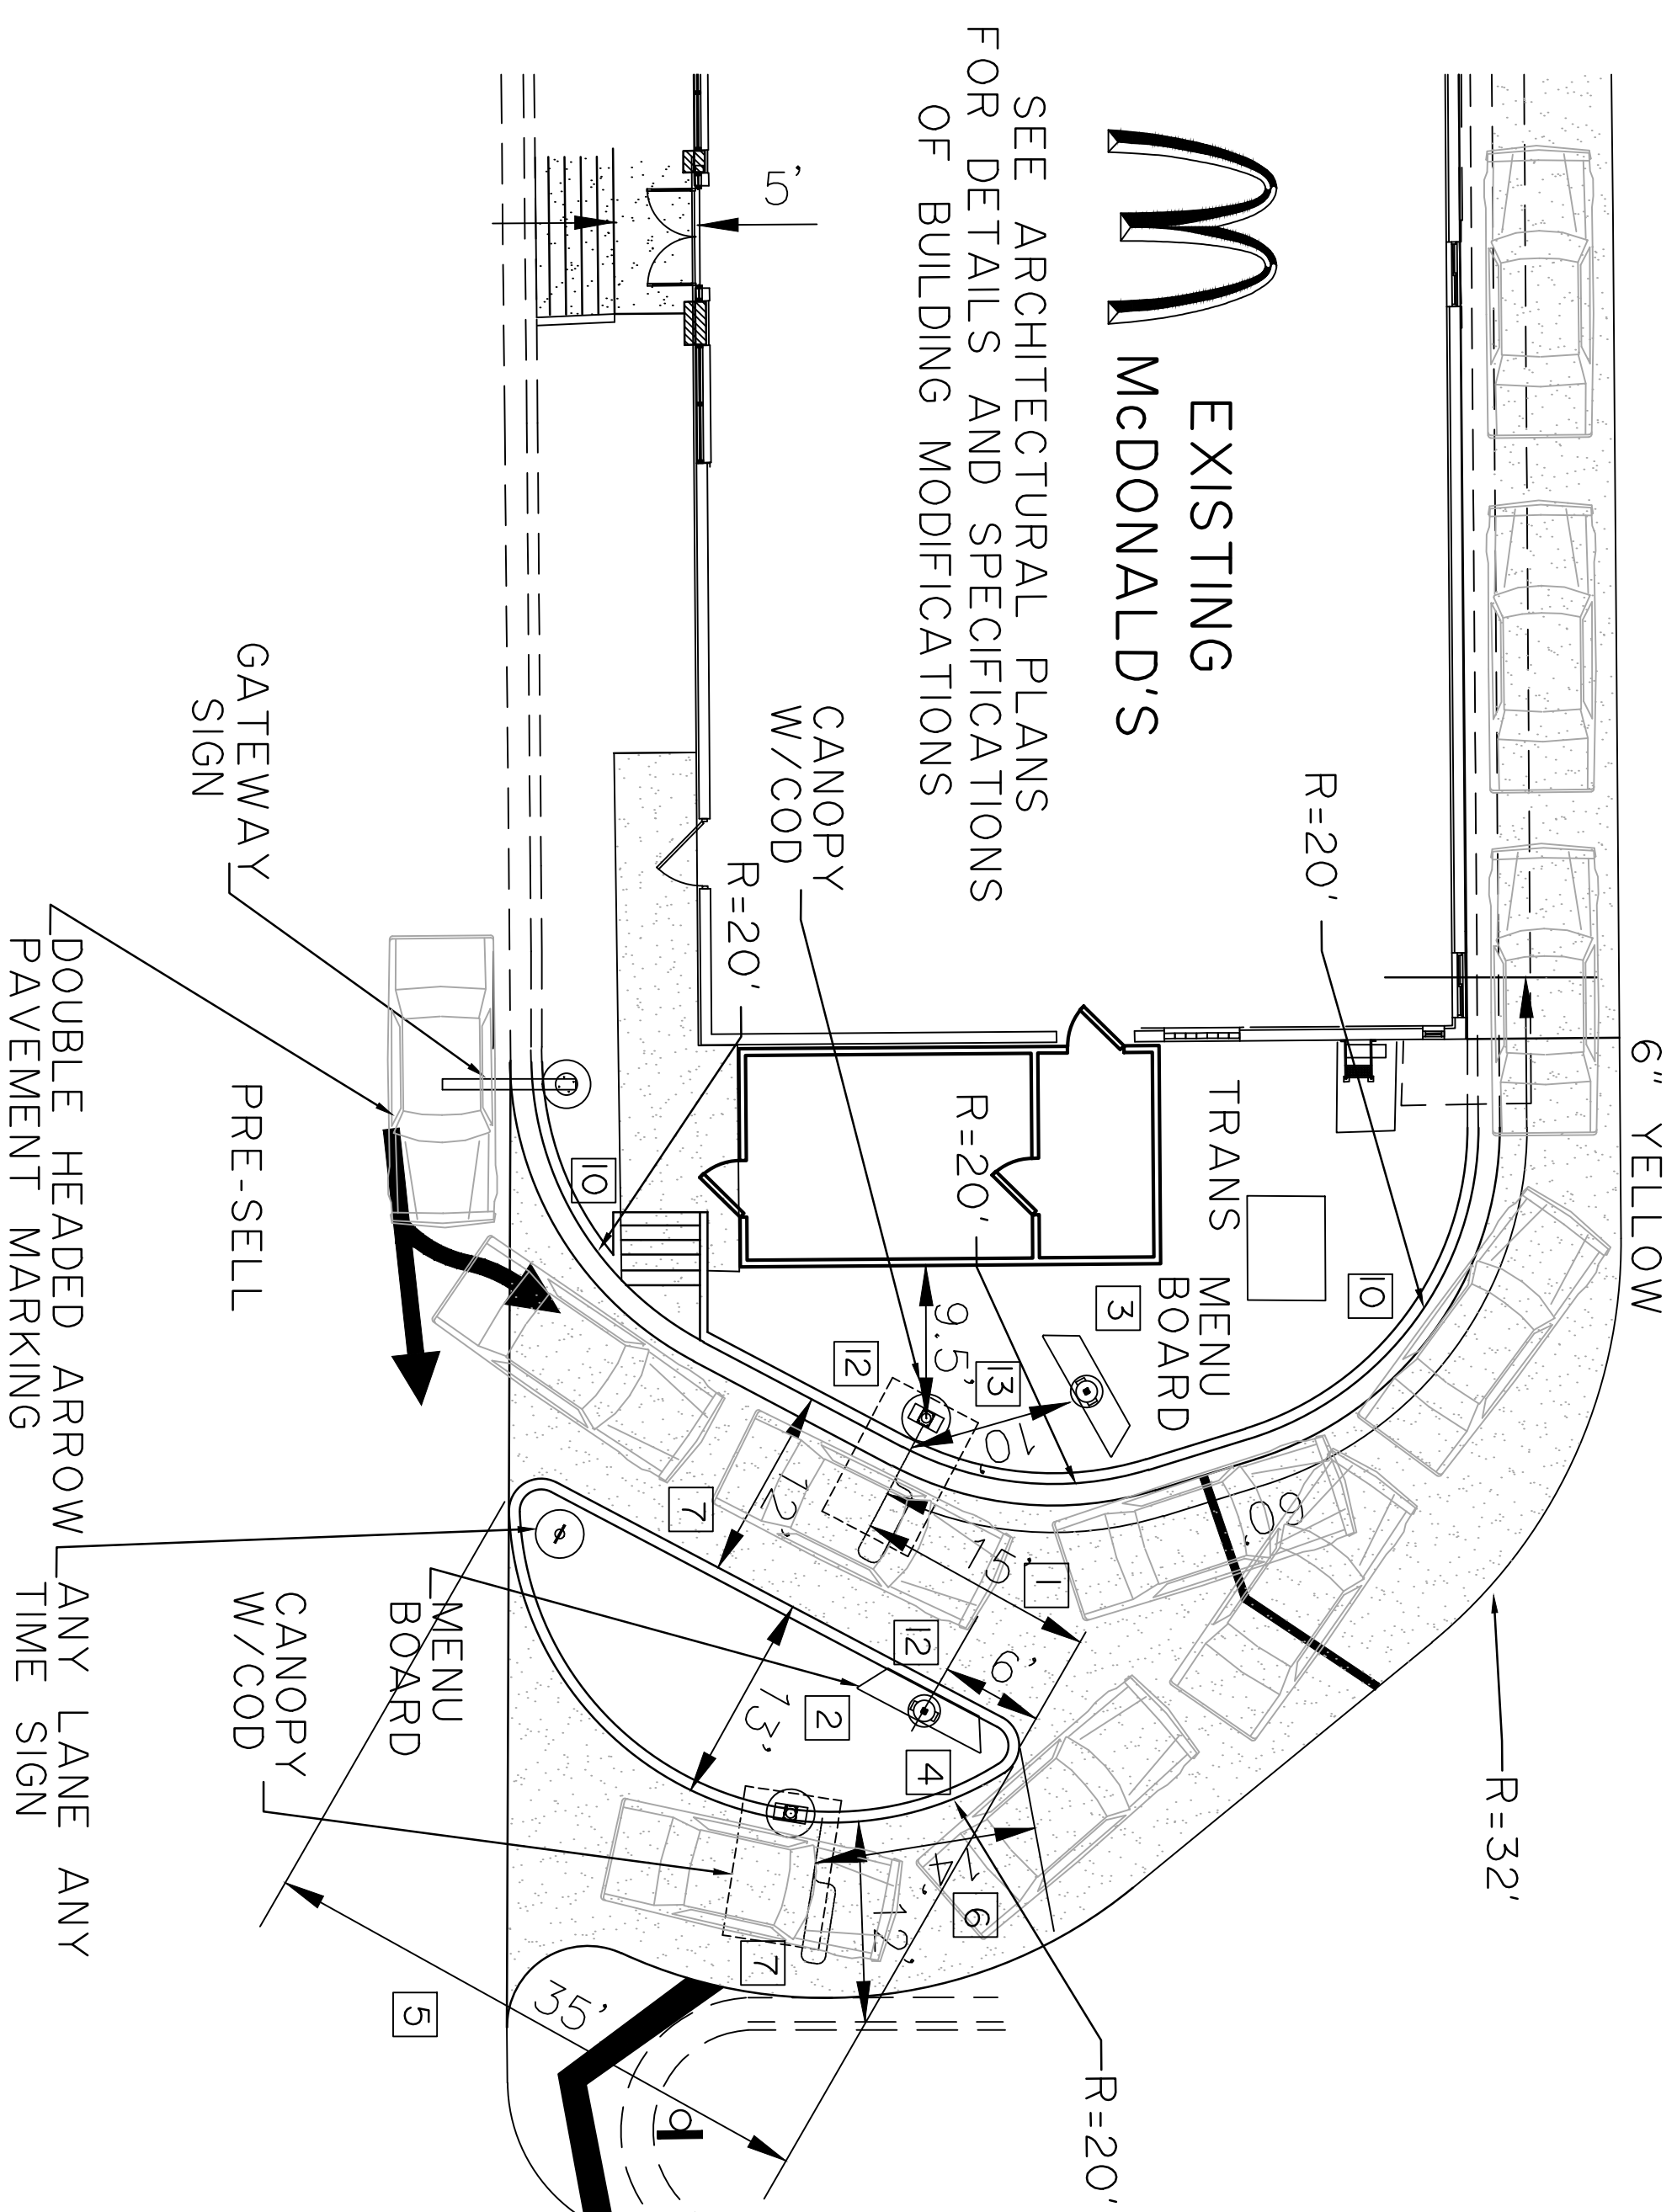 6" YELLOW
R=20'
EXISTING
McDONALD'S
SEE ARCHITECTURAL PLANS
FOR DETAILS AND SPECIFICATIONS
OF BUILDING MODIFICATIONS
5'
CANOPY
W/COD
R=20'
GATEWAY
SIGN
TRANS
R=20'
10
MENU
BOARD
3
10
PRE-SELL
9.5'
13
12
10'
12'
7
15'
1
60°
R=32'
12
6'
2
13'
4
DOUBLE HEADED ARROW
PAVEMENT MARKING
ANY LANE ANY
TIME SIGN
MENU
BOARD
CANOPY
W/COD
14'
6
12'
7
R=20'
35'
5